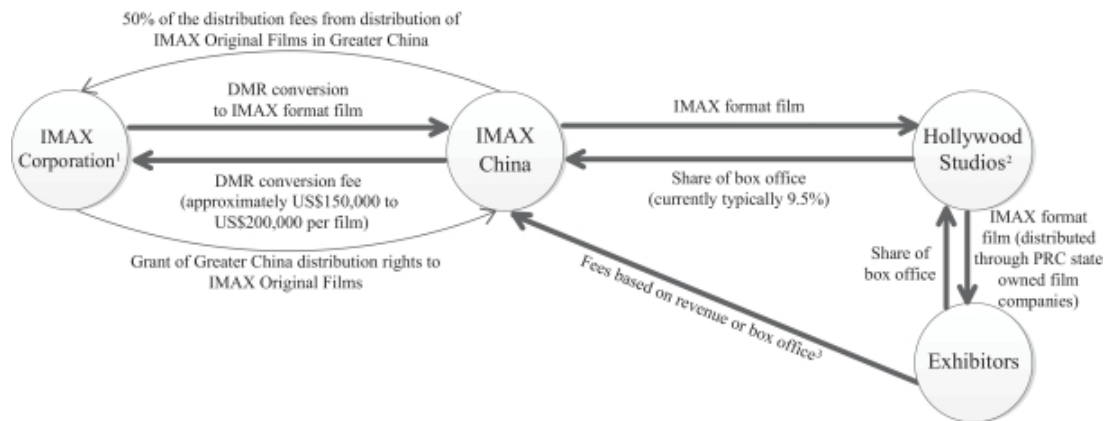 50% of the distribution fees from distribution of
IMAX Original Films in Greater China
DMR conversion
to IMAX format film
IMAX format film
IMAX
Corporation¹
IMAX
China
Hollywood
Studios²
DMR conversion fee
(approximately US$150,000 to
US$200,000 per film)
Share of box office
(currently typically 9.5%)
Grant of Greater China distribution rights to
IMAX Original Films
Fees based on revenue or box office³
Share of
box office
IMAX format
film (distributed
through PRC state
owned film
companies)
Exhibitors